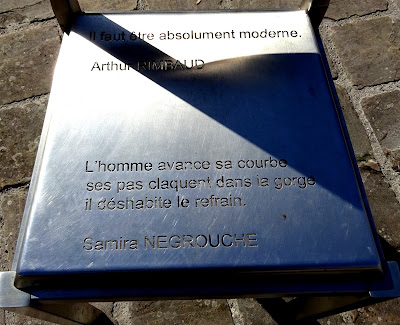 Il faut être absolument moderne.
Arthur RIMBAUD
L'homme avance sa courbe
ses pas claquent dans la gorge
il déshabite le refrain.
Samira NEGROUCHE